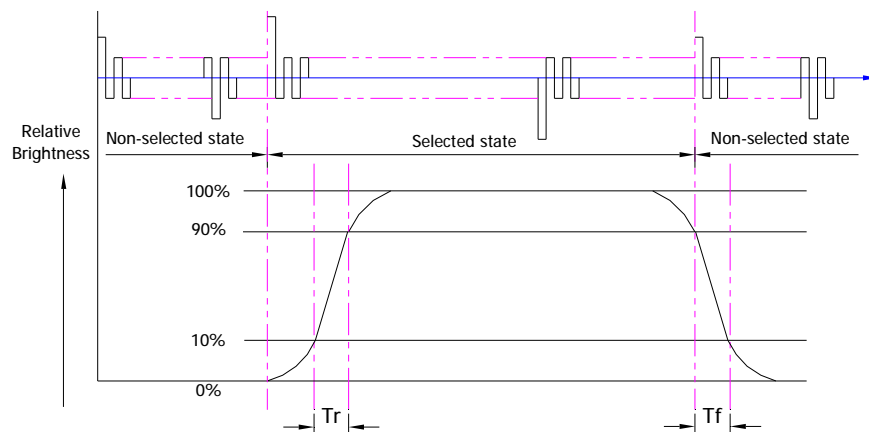 Relative
Brightness
Non-selected state
Selected state
Non-selected state
100%
90%
10%
0%
Tr
Tf